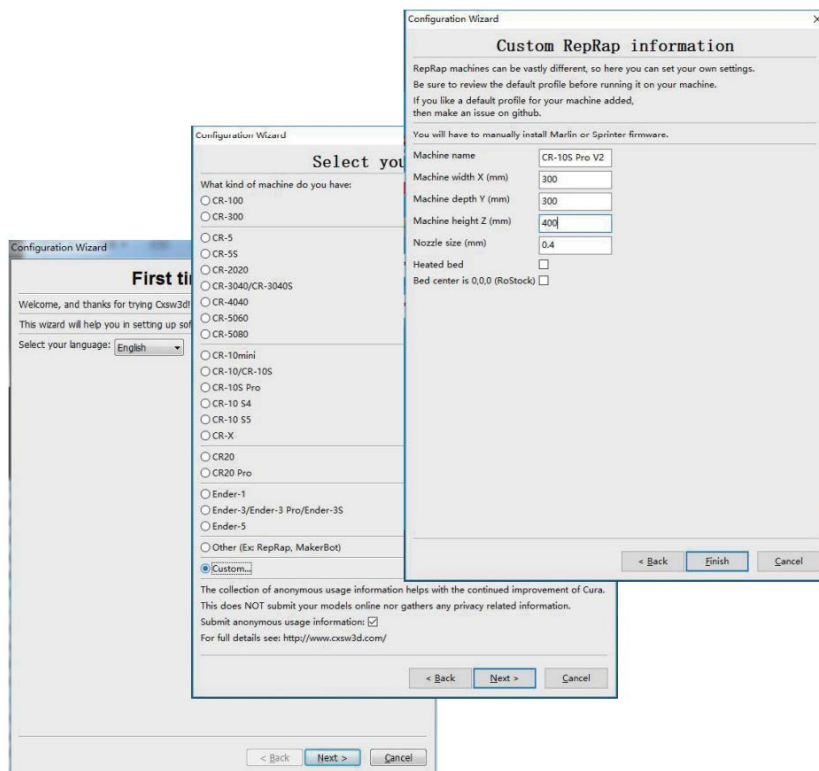 Configuration Wizard
First ti
Welcome, and thanks for trying Cxsw3d!
This wizard will help you in setting up sof
Select your language: English
< Back Next > Cancel
Configuration Wizard
Select you
What kind of machine do you have:
CR-100
CR-300
CR-5
CR-5S
CR-2020
CR-3040/CR-3040S
CR-4040
CR-5060
CR-5080
CR-10mini
CR-10/CR-10S
CR-10S Pro
CR-10 S4
CR-10 S5
CR-X
CR20
CR20 Pro
Ender-1
Ender-3/Ender-3 Pro/Ender-3S
Ender-5
Other (Ex: RepRap, MakerBot)
Custom...
The collection of anonymous usage information helps with the continued improvement of Cura.
This does NOT submit your models online nor gathers any privacy related information.
Submit anonymous usage information:
For full details see: http://www.cxsw3d.com/
< Back Next > Cancel
Configuration Wizard
Custom RepRap information
RepRap machines can be vastly different, so here you can set your own settings.
Be sure to review the default profile before running it on your machine.
If you like a default profile for your machine added,
then make an issue on github.
You will have to manually install Marlin or Sprinter firmware.
Machine name CR-10S Pro V2
Machine width X (mm) 300
Machine depth Y (mm) 300
Machine height Z (mm) 400
Nozzle size (mm) 0.4
Heated bed
Bed center is 0,0,0 (RoStock)
< Back Finish Cancel